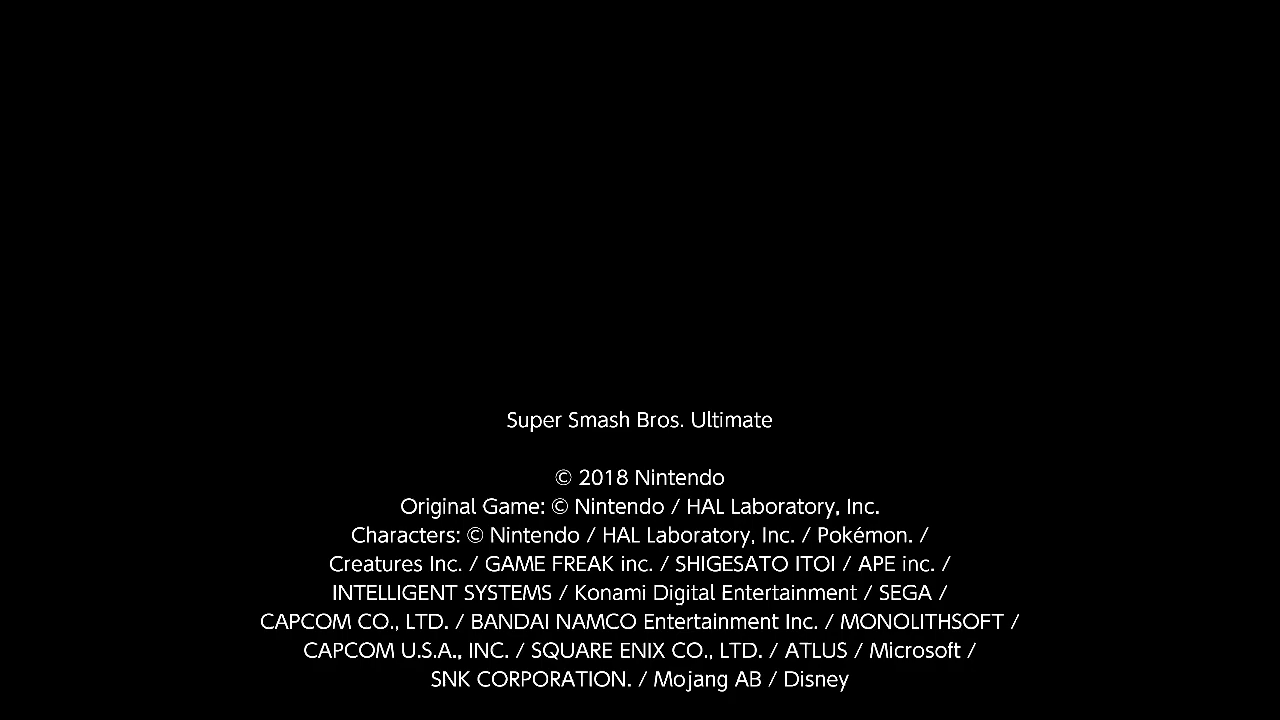 Super Smash Bros. Ultimate
© 2018 Nintendo
Original Game: © Nintendo / HAL Laboratory, Inc.
Characters: © Nintendo / HAL Laboratory, Inc. / Pokémon. /
Creatures Inc. / GAME FREAK inc. / SHIGESATO ITOI / APE inc. /
INTELLIGENT SYSTEMS / Konami Digital Entertainment / SEGA /
CAPCOM CO., LTD. / BANDAI NAMCO Entertainment Inc. / MONOLITHSOFT /
CAPCOM U.S.A., INC. / SQUARE ENIX CO., LTD. / ATLUS / Microsoft /
SNK CORPORATION. / Mojang AB / Disney